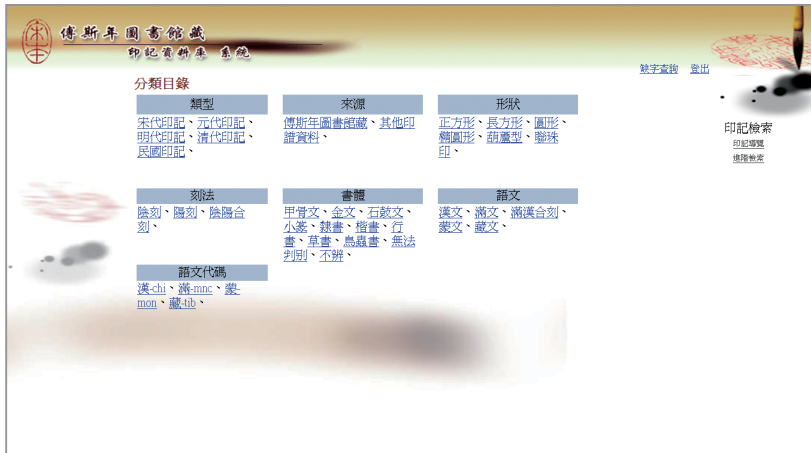 傅斯年圖書館藏
印記資料庫 系統
缺字查詢 登出
分類目錄
類型
宋代印記、元代印記、
明代印記、清代印記、
民國印記、
來源
傅斯年圖書館藏、其他印
譜資料、
形狀
正方形、長方形、圓形、
橢圓形、葫蘆型、聯珠
印、
印記檢索
印記導覽
進階檢索
刻法
陰刻、陽刻、陰陽合
刻、
書體
甲骨文、金文、石鼓文、
小篆、隸書、楷書、行
書、草書、鳥蟲書、無法
判別、不辨、
語文
漢文、滿文、滿漢合刻、
蒙文、藏文、
語文代碼
漢-chi、滿-mnc、蒙-
mon、藏-tib、